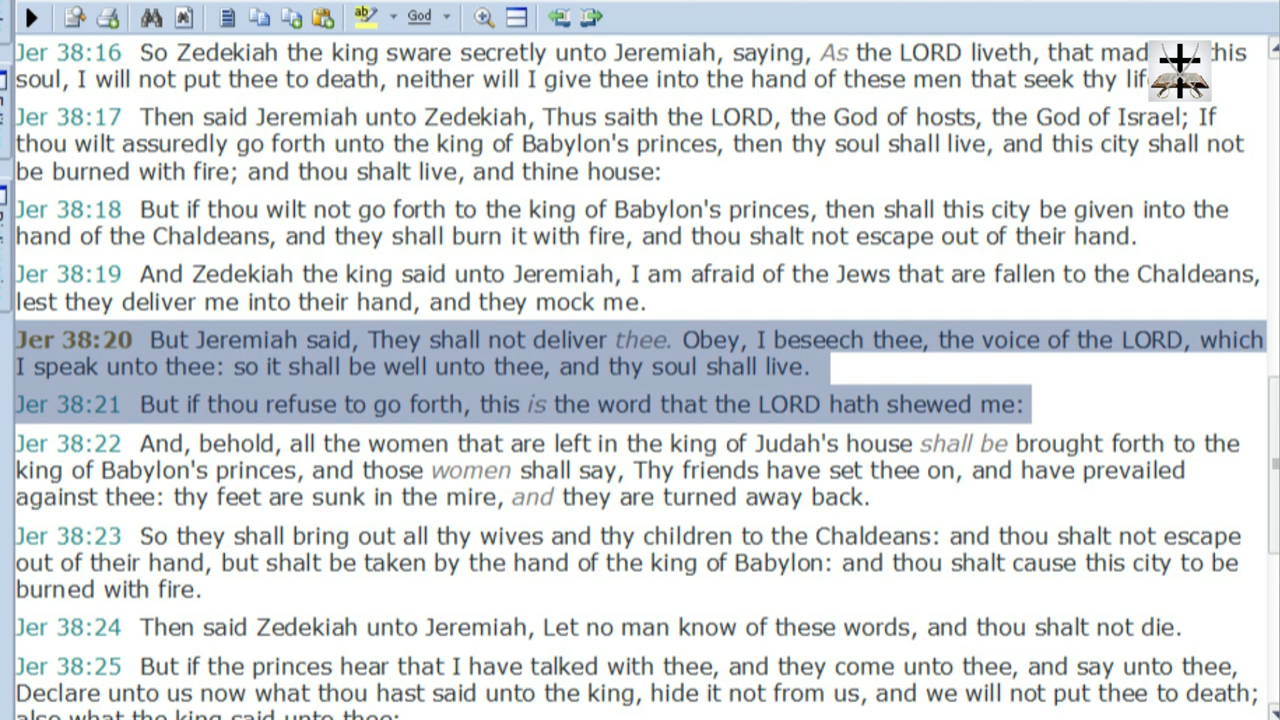 God
Jer 38:16 So Zedekiah the king sware secretly unto Jeremiah, saying, As the LORD liveth, that mad his
soul, I will not put thee to death, neither will I give thee into the hand of these men that seek thy lif
Jer 38:17 Then said Jeremiah unto Zedekiah, Thus saith the LORD, the God of hosts, the God of Israel; If
thou wilt assuredly go forth unto the king of Babylon's princes, then thy soul shall live, and this city shall not
be burned with fire; and thou shalt live, and thine house:
Jer 38:18 But if thou wilt not go forth to the king of Babylon's princes, then shall this city be given into the
hand of the Chaldeans, and they shall burn it with fire, and thou shalt not escape out of their hand.
Jer 38:19 And Zedekiah the king said unto Jeremiah, I am afraid of the Jews that are fallen to the Chaldeans,
lest they deliver me into their hand, and they mock me.
Jer 38:20 But Jeremiah said, They shall not deliver thee. Obey, I beseech thee, the voice of the LORD, which
I speak unto thee: so it shall be well unto thee, and thy soul shall live.
Jer 38:21 But if thou refuse to go forth, this is the word that the LORD hath shewed me:
Jer 38:22 And, behold, all the women that are left in the king of Judah's house shall be brought forth to the
king of Babylon's princes, and those women shall say, Thy friends have set thee on, and have prevailed
against thee: thy feet are sunk in the mire, and they are turned away back.
Jer 38:23 So they shall bring out all thy wives and thy children to the Chaldeans: and thou shalt not escape
out of their hand, but shalt be taken by the hand of the king of Babylon: and thou shalt cause this city to be
burned with fire.
Jer 38:24 Then said Zedekiah unto Jeremiah, Let no man know of these words, and thou shalt not die.
Jer 38:25 But if the princes hear that I have talked with thee, and they come unto thee, and say unto thee,
Declare unto us now what thou hast said unto the king, hide it not from us, and we will not put thee to death;
also what the king said unto thee: